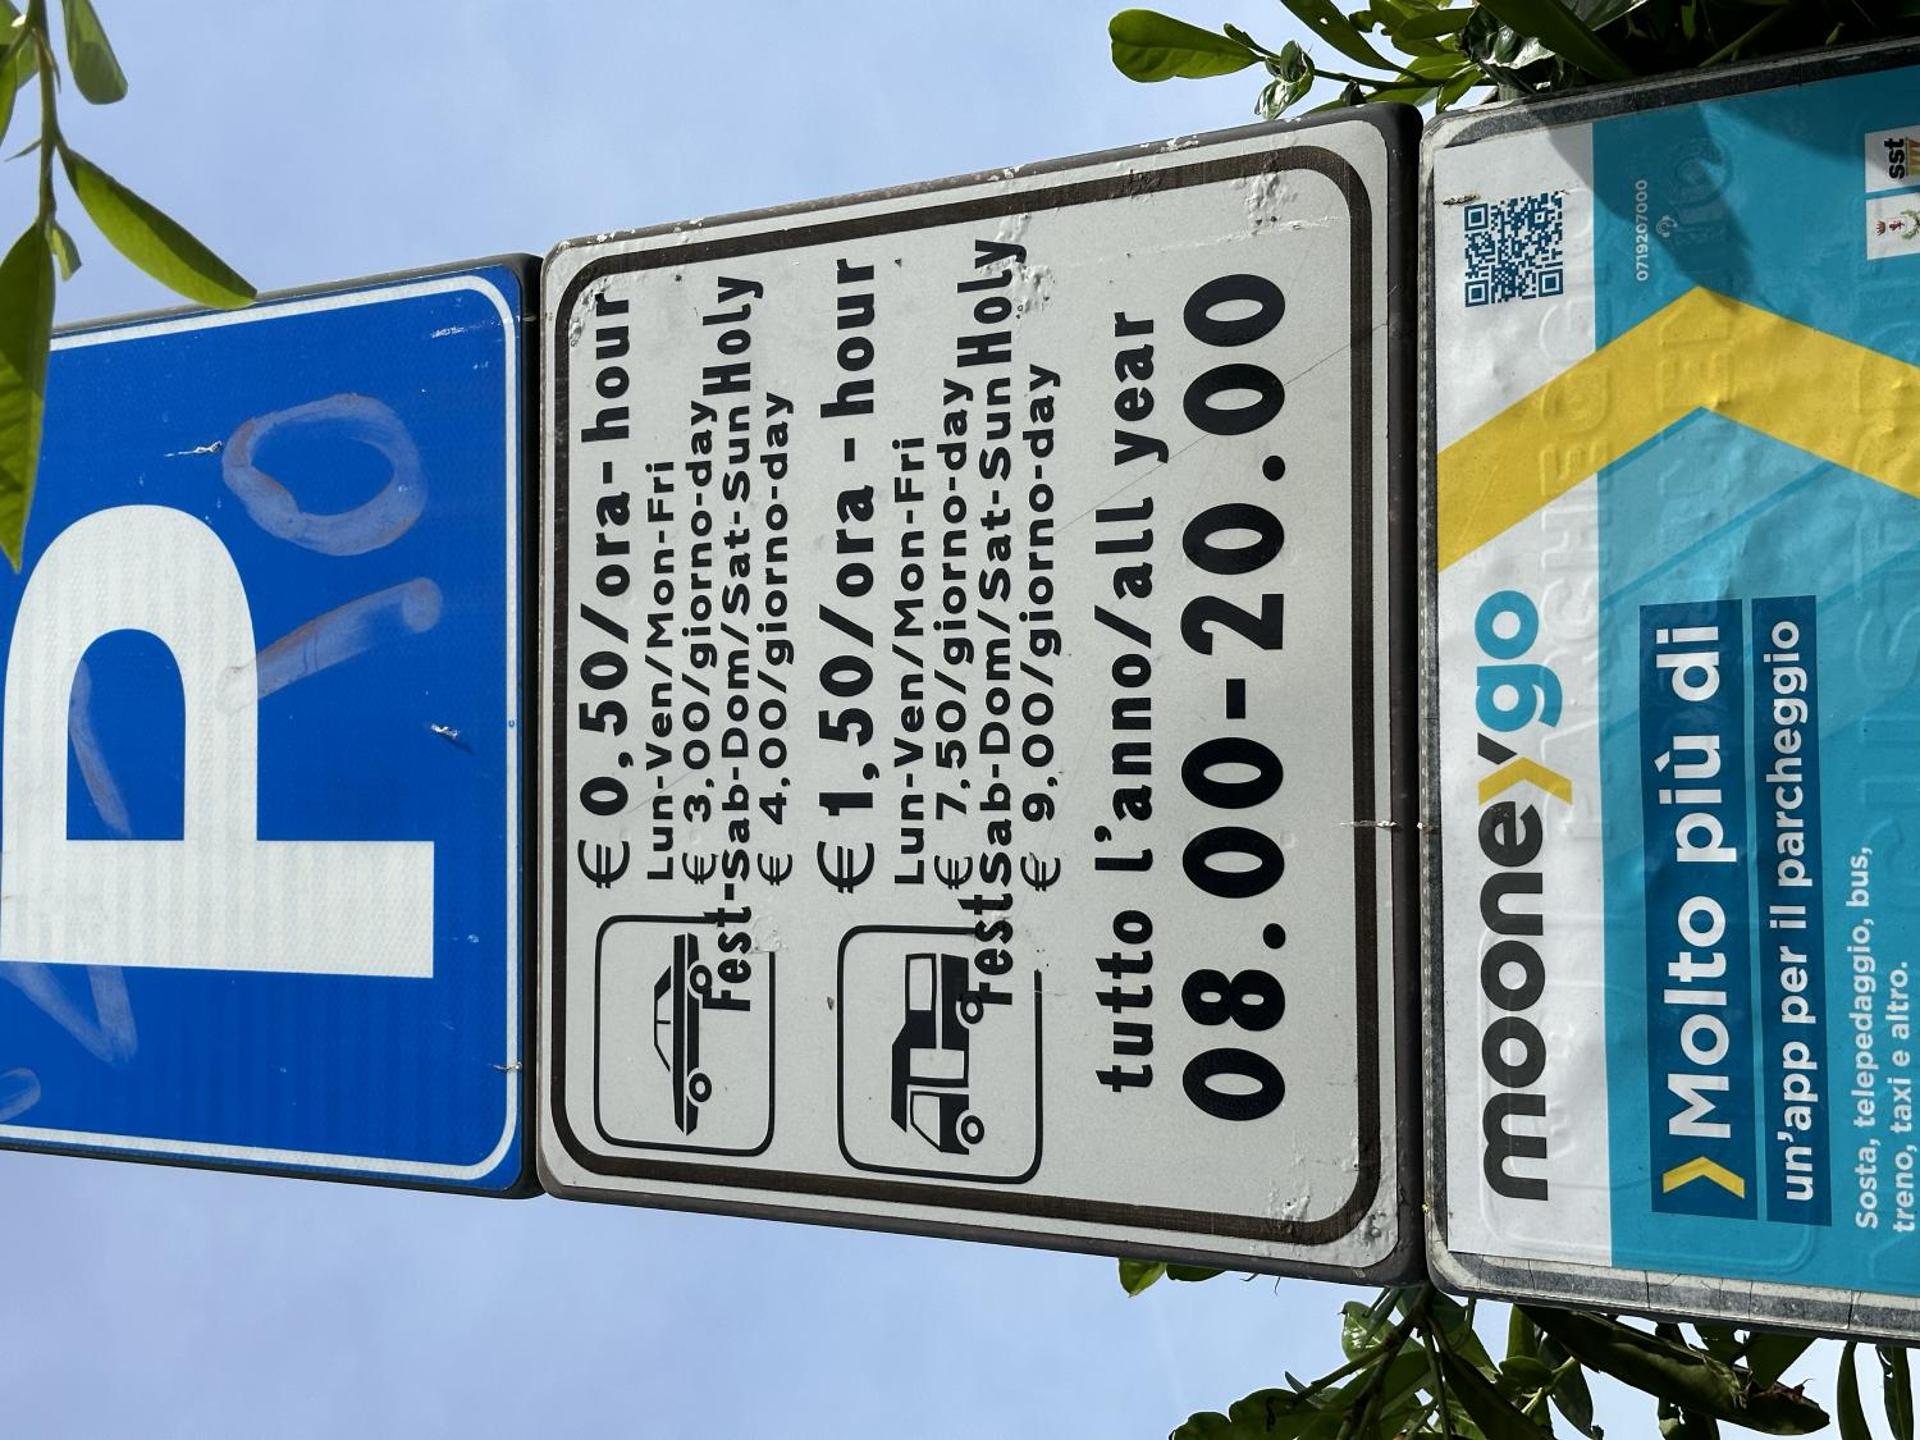 P
€ 0,50/ora-hour
Lun-Ven/Mon-Fri
€ 3,00/giorno-day
Fest-Sab-Dom/Sat-Sun Holy
€ 4,00/giorno-day
€ 1,50/ora-hour
Lun-Ven/Mon-Fri
€ 7,50/giorno-day
Fest Sab-Dom/Sat-Sun Holy
€ 9,00/giorno-day
tutto l'anno/all year
08.00-20.00
mooneygo
0719207000
Molto più di
un'app per il parcheggio
Sosta, telepedaggio, bus,
treno, taxi e altro.
sst